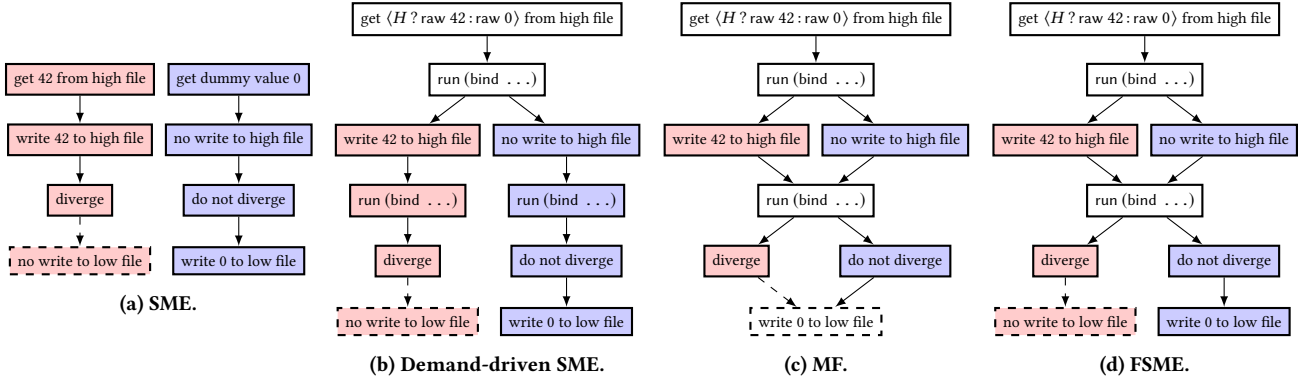 get 42 from high file
get dummy value 0
write 42 to high file
no write to high file
diverge
do not diverge
no write to low file
write 0 to low file
(a) SME.
get ⟨H ? raw 42 : raw 0⟩ from high file
run (bind ...)
write 42 to high file
no write to high file
run (bind ...)
run (bind ...)
diverge
do not diverge
no write to low file
write 0 to low file
(b) Demand-driven SME.
get ⟨H ? raw 42 : raw 0⟩ from high file
run (bind ...)
write 42 to high file
no write to high file
run (bind ...)
diverge
do not diverge
write 0 to low file
(c) MF.
get ⟨H ? raw 42 : raw 0⟩ from high file
run (bind ...)
write 42 to high file
no write to high file
run (bind ...)
diverge
do not diverge
no write to low file
write 0 to low file
(d) FSME.